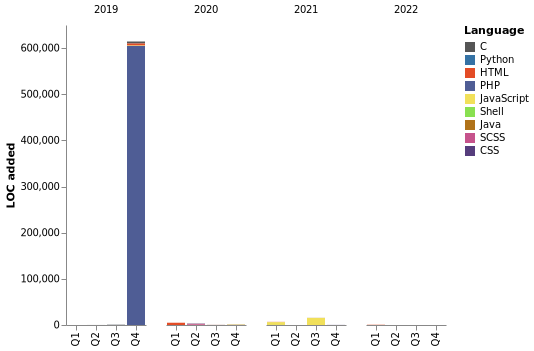 2019 2020 2021 2022
Language
C
Python
HTML
PHP
JavaScript
Shell
Java
SCSS
CSS
LOC added
600,000
500,000
400,000
300,000
200,000
100,000
0
Q1 Q2 Q3 Q4 Q1 Q2 Q3 Q4 Q1 Q2 Q3 Q4 Q1 Q2 Q3 Q4